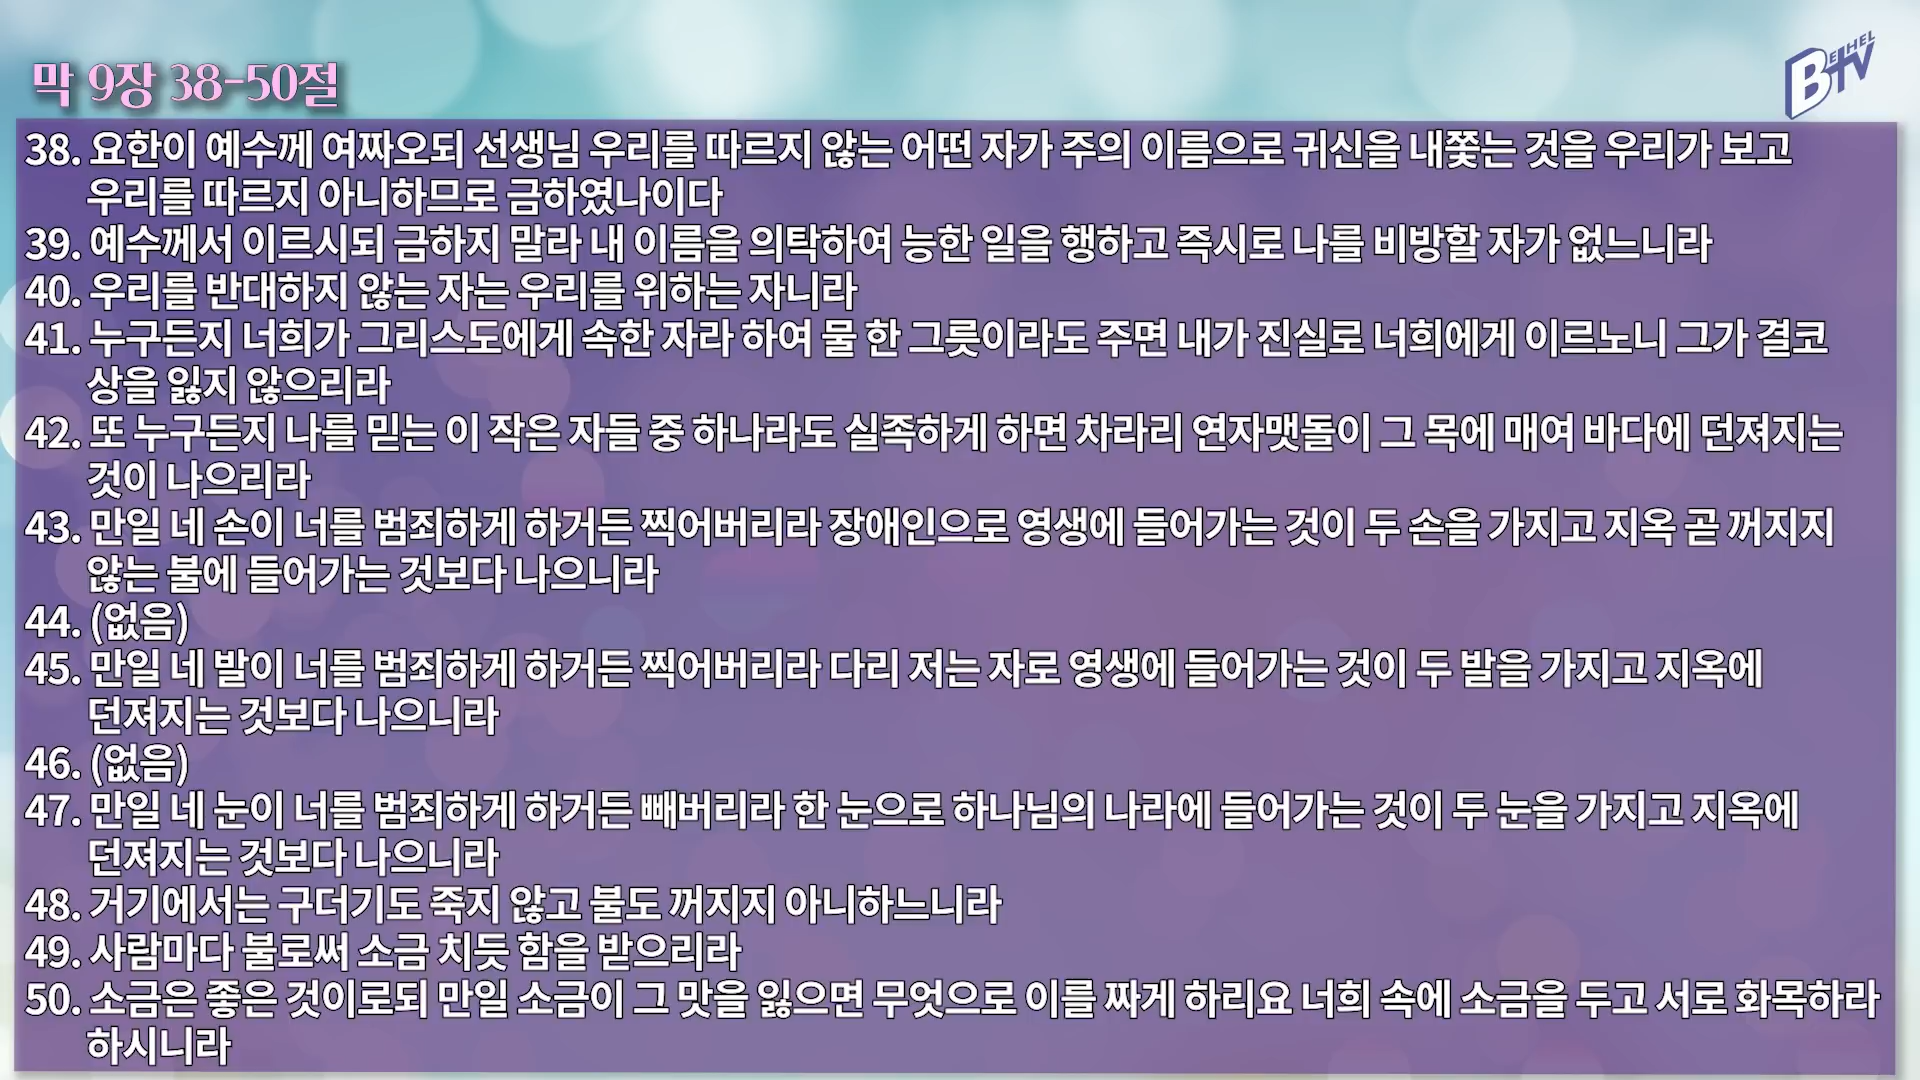 막 9장 38-50절
BETHEL TV
38. 요한이 예수께 여짜오되 선생님 우리를 따르지 않는 어떤 자가 주의 이름으로 귀신을 내쫓는 것을 우리가 보고
우리를 따르지 아니하므로 금하였나이다
39. 예수께서 이르시되 금하지 말라 내 이름을 의탁하여 능한 일을 행하고 즉시로 나를 비방할 자가 없느니라
40. 우리를 반대하지 않는 자는 우리를 위하는 자니라
41. 누구든지 너희가 그리스도에게 속한 자라 하여 물 한 그릇이라도 주면 내가 진실로 너희에게 이르노니 그가 결코
상을 잃지 않으리라
42. 또 누구든지 나를 믿는 이 작은 자들 중 하나라도 실족하게 하면 차라리 연자맷돌이 그 목에 매여 바다에 던져지는
것이 나으리라
43. 만일 네 손이 너를 범죄하게 하거든 찍어버리라 장애인으로 영생에 들어가는 것이 두 손을 가지고 지옥 곧 꺼지지
않는 불에 들어가는 것보다 나으니라
44. (없음)
45. 만일 네 발이 너를 범죄하게 하거든 찍어버리라 다리 저는 자로 영생에 들어가는 것이 두 발을 가지고 지옥에
던져지는 것보다 나으니라
46. (없음)
47. 만일 네 눈이 너를 범죄하게 하거든 빼버리라 한 눈으로 하나님의 나라에 들어가는 것이 두 눈을 가지고 지옥에
던져지는 것보다 나으니라
48. 거기에서는 구더기도 죽지 않고 불도 꺼지지 아니하느니라
49. 사람마다 불로써 소금 치듯 함을 받으리라
50. 소금은 좋은 것이로되 만일 소금이 그 맛을 잃으면 무엇으로 이를 짜게 하리요 너희 속에 소금을 두고 서로 화목하라
하시니라